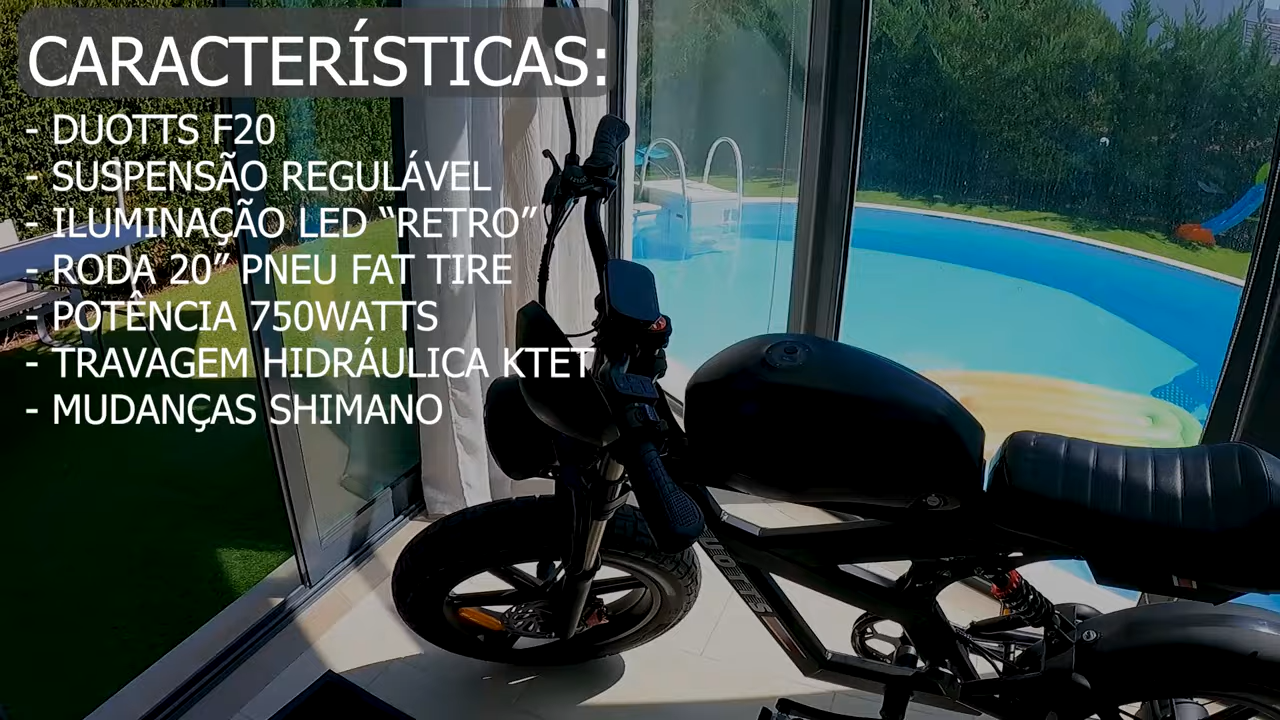 CARACTERÍSTICAS:
- DUOTTS F20
- SUSPENSÃO REGULÁVEL
- ILUMINAÇÃO LED “RETRO”
- RODA 20” PNEU FAT TIRE
- POTÊNCIA 750WATTS
- TRAVAGEM HIDRÁULICA KTET
- MUDANÇAS SHIMANO
DUOTTS